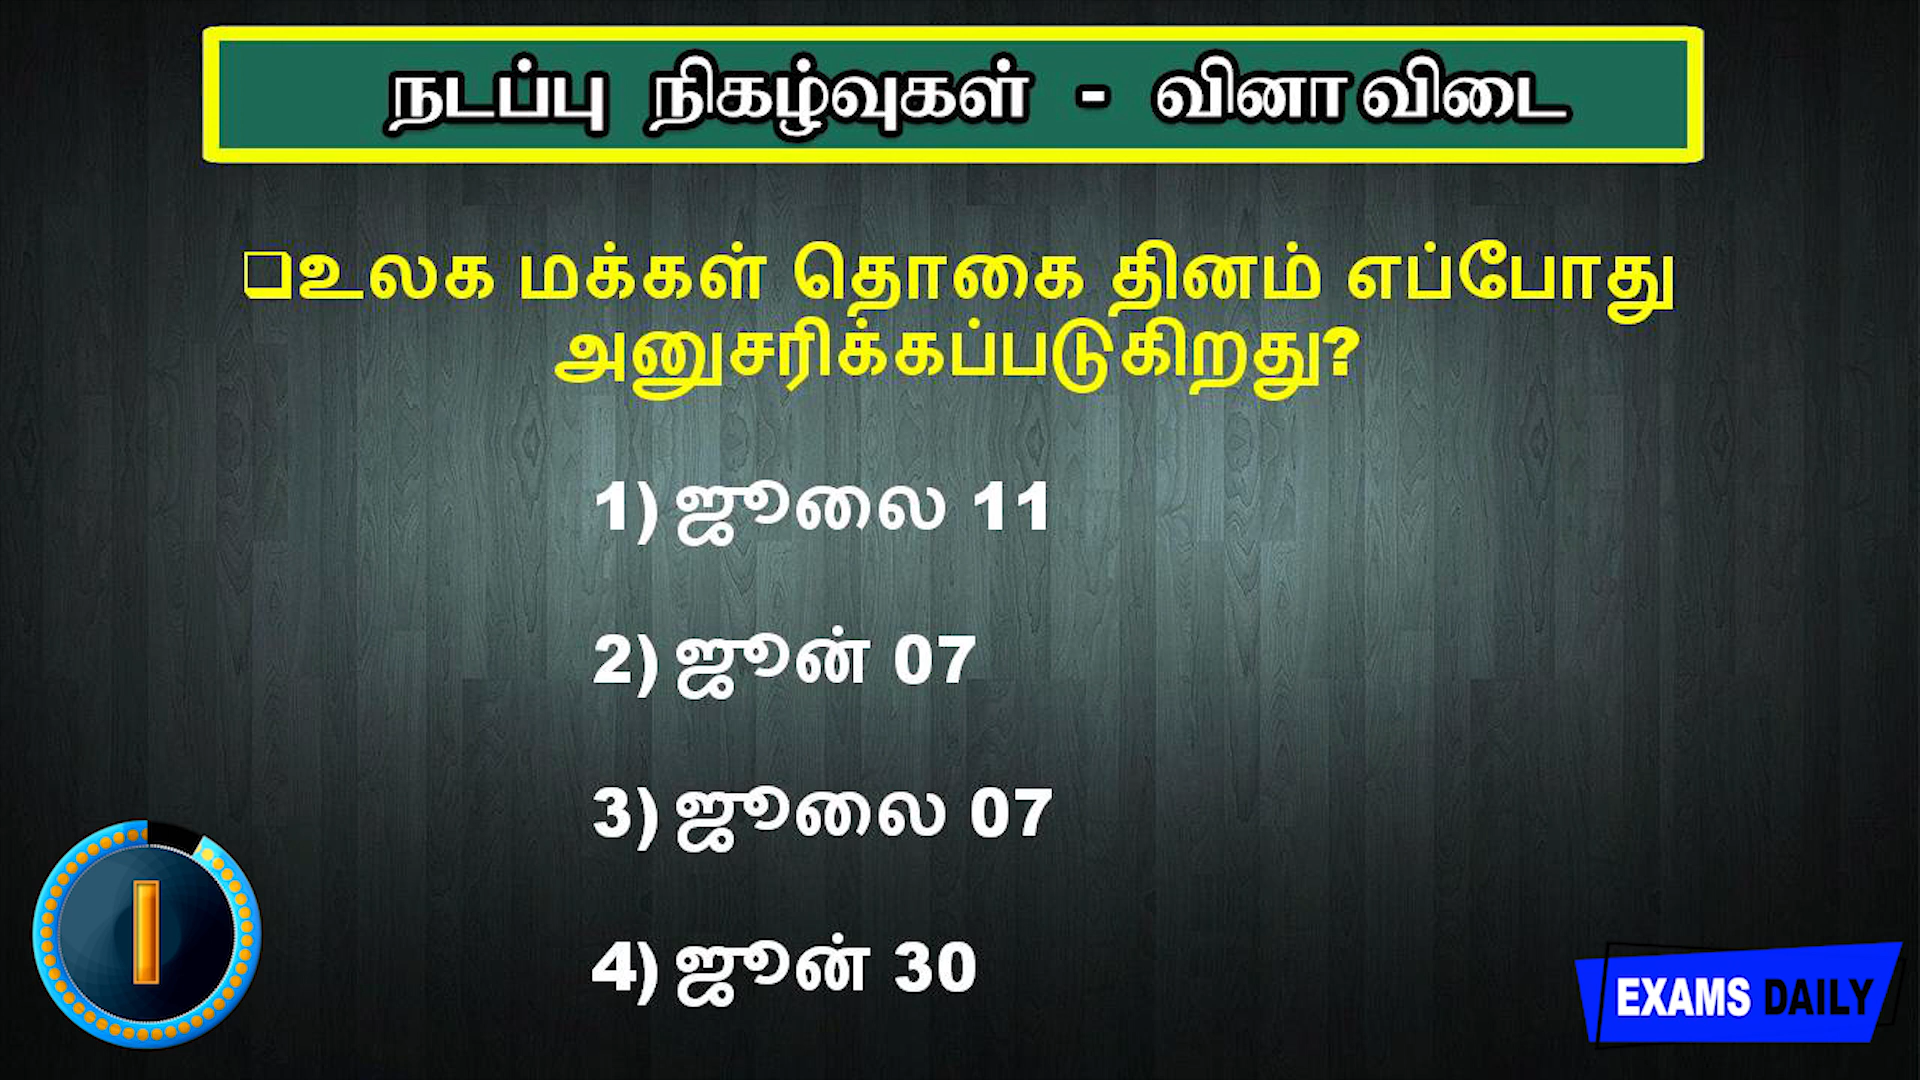 நடப்பு நிகழ்வுகள் - வினா விடை
❑உலக மக்கள் தொகை தினம் எப்போது
அனுசரிக்கப்படுகிறது?
1) ஜூலை 11
2) ஜூன் 07
3) ஜூலை 07
4) ஜூன் 30
1
EXAMS DAILY